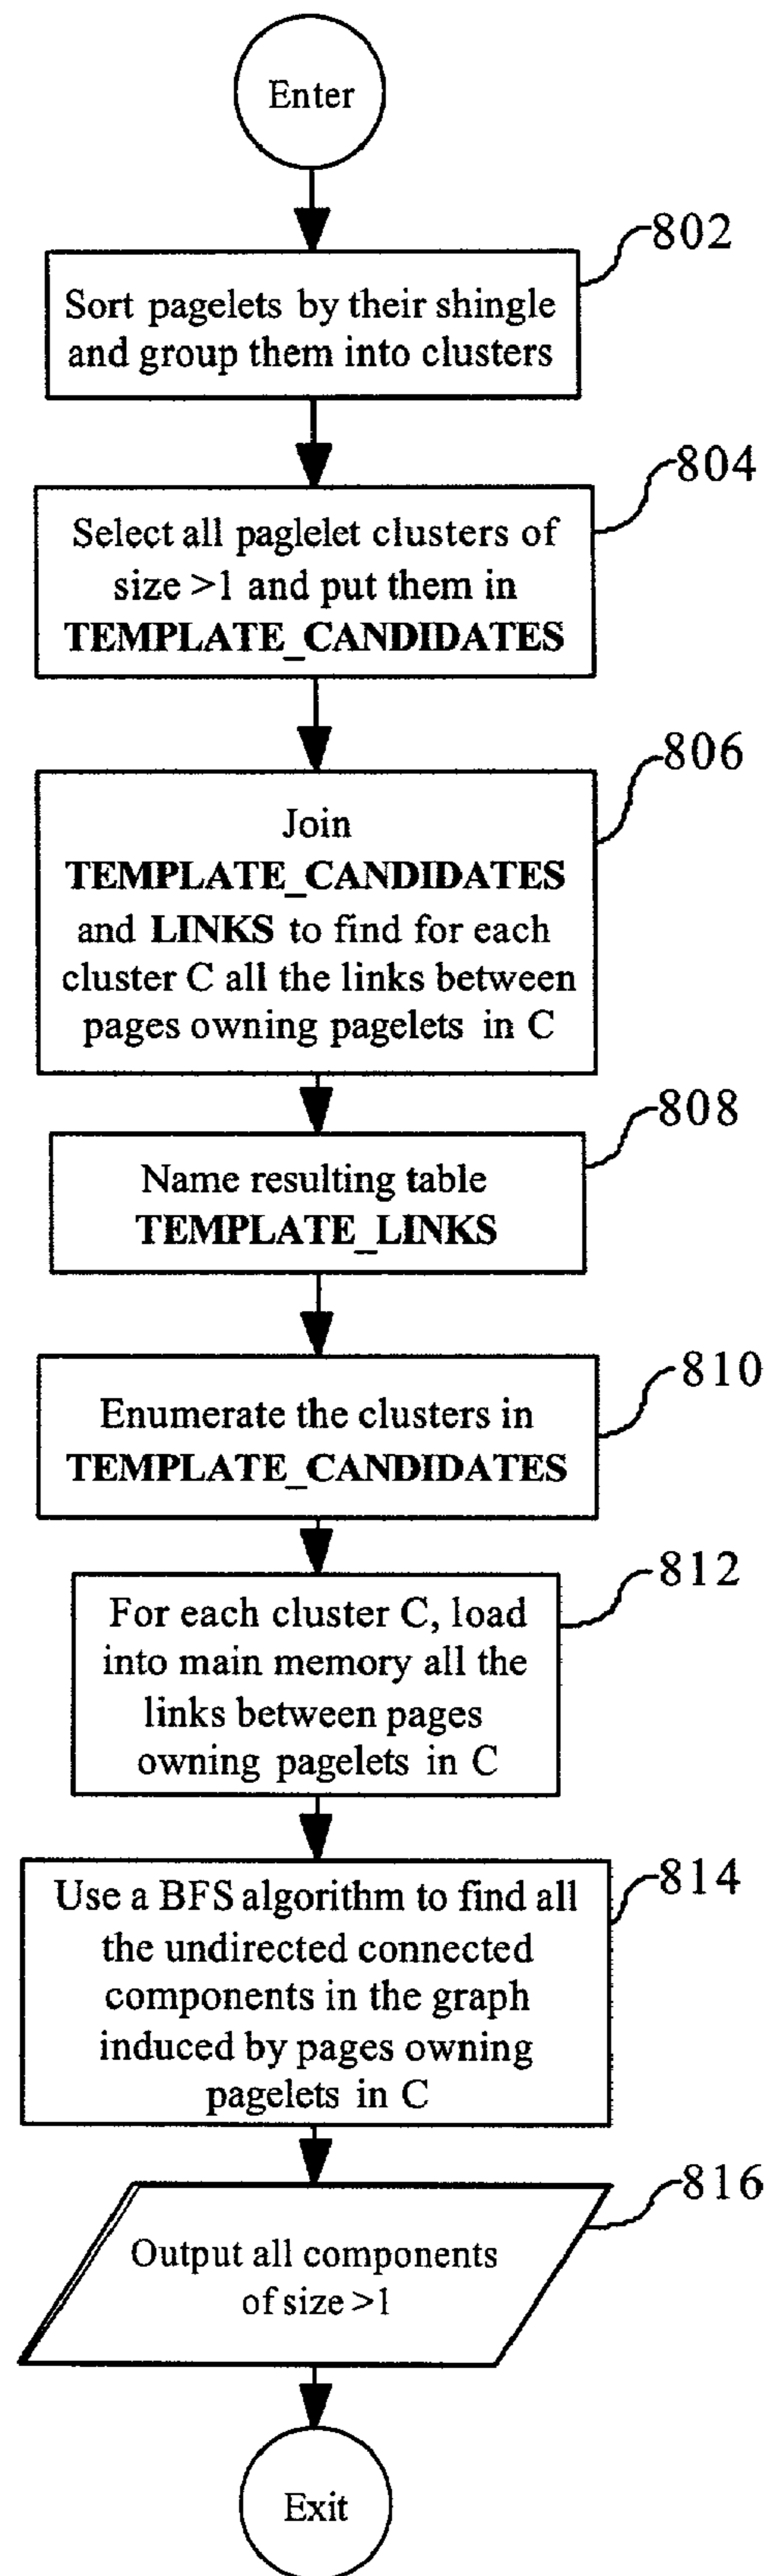 Enter
802
Sort pagelets by their shingle
and group them into clusters
804
Select all paglelet clusters of
size >1 and put them in
TEMPLATE_CANDIDATES
806
Join
TEMPLATE_CANDIDATES
and LINKS to find for each
cluster C all the links between
pages owning pagelets in C
808
Name resulting table
TEMPLATE_LINKS
810
Enumerate the clusters in
TEMPLATE_CANDIDATES
812
For each cluster C, load
into main memory all the
links between pages
owning pagelets in C
814
Use a BFS algorithm to find all
the undirected connected
components in the graph
induced by pages owning
pagelets in C
816
Output all components
of size >1
Exit